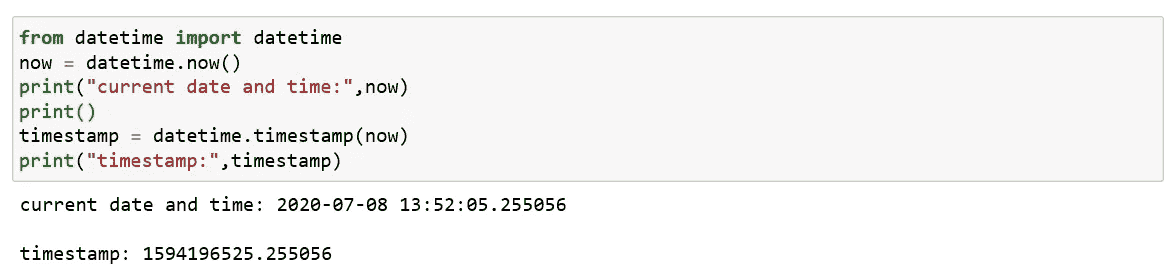 from datetime import datetime
now = datetime.now()
print("current date and time:",now)
print()
timestamp = datetime.timestamp(now)
print("timestamp:",timestamp)
current date and time: 2020-07-08 13:52:05.255056
timestamp: 1594196525.255056